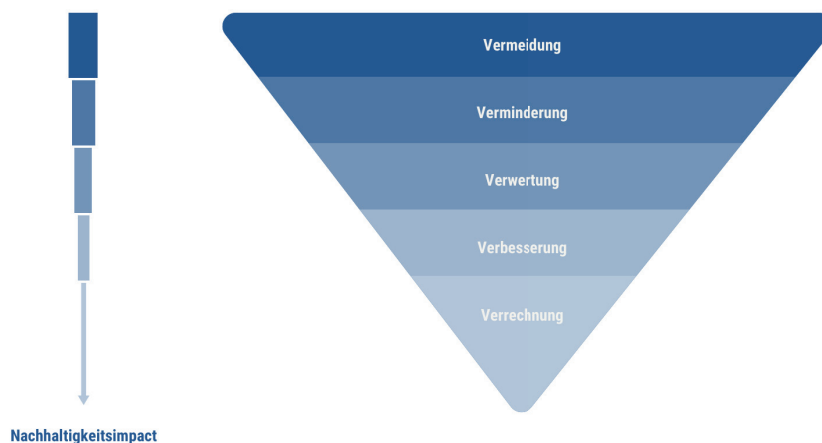 Vermeidung
Verminderung
Verwertung
Verbesserung
Verrechnung
Nachhaltigkeitsimpact